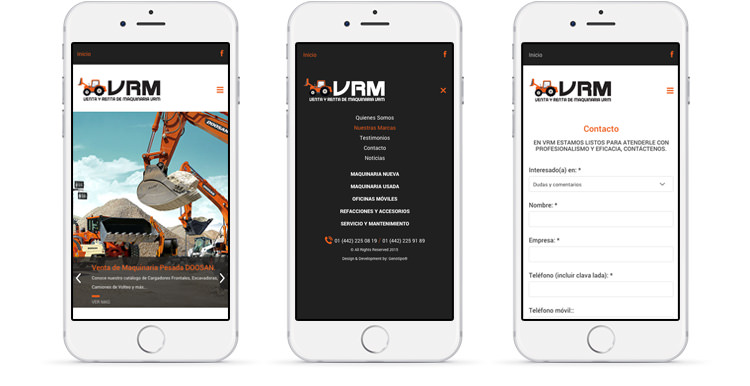 Inicio
f
VRM
VENTA Y RENTA DE MAQUINARIA VRM
DOOSAN
Venta de Maquinaria Pesada DOOSAN
Conoce nuestro catálogo de Cargadores Frontales, Excavadoras,
Camiones de Volteo y más...
VER MÁS
Inicio
f
VRM
VENTA Y RENTA DE MAQUINARIA VRM
Quienes Somos
Nuestras Marcas
Testimonios
Contacto
Noticias
MAQUINARIA NUEVA
MAQUINARIA USADA
OFICINAS MÓVILES
REFACCIONES Y ACCESORIOS
SERVICIO Y MANTENIMIENTO
01 (442) 225 08 19 / 01 (442) 225 91 89
© All Rights Reserved 2015
Design & Development by: GenoSpot®
Inicio
f
VRM
VENTA Y RENTA DE MAQUINARIA VRM
Contacto
EN VRM ESTAMOS LISTOS PARA ATENDERLE CON
PROFESIONALISMO Y EFICACIA, CONTÁCTENOS.
Interesado(a) en: *
Dudas y comentarios
Nombre: *
Empresa: *
Teléfono (incluir clava lada): *
Teléfono móvil::